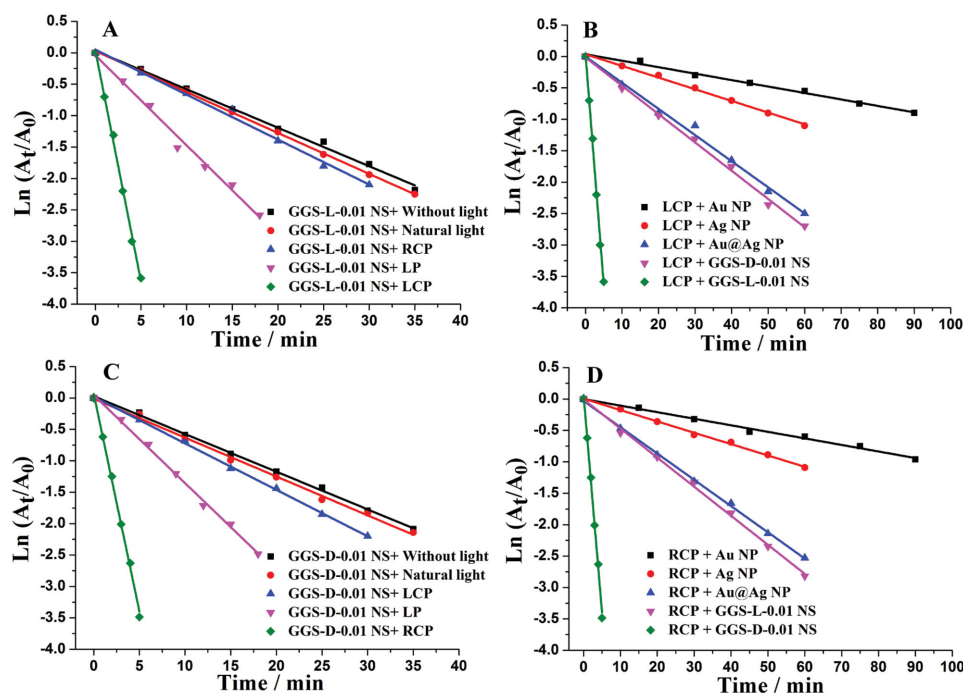 A
Ln (At/A0)
0.5
0.0
-0.5
-1.0
-1.5
-2.0
-2.5
-3.0
-3.5
-4.0
GGS-L-0.01 NS+ Without light
GGS-L-0.01 NS+ Natural light
GGS-L-0.01 NS+ RCP
GGS-L-0.01 NS+ LP
GGS-L-0.01 NS+ LCP
0 5 10 15 20 25 30 35 40
Time / min
B
Ln (At/A0)
0.5
0.0
-0.5
-1.0
-1.5
-2.0
-2.5
-3.0
-3.5
-4.0
LCP + Au NP
LCP + Ag NP
LCP + Au@Ag NP
LCP + GGS-D-0.01 NS
LCP + GGS-L-0.01 NS
0 10 20 30 40 50 60 70 80 90 100
Time / min
C
Ln (At/A0)
0.5
0.0
-0.5
-1.0
-1.5
-2.0
-2.5
-3.0
-3.5
-4.0
GGS-D-0.01 NS+ Without light
GGS-D-0.01 NS+ Natural light
GGS-D-0.01 NS+ LCP
GGS-D-0.01 NS+ LP
GGS-D-0.01 NS+ RCP
0 5 10 15 20 25 30 35 40
Time / min
D
Ln (At/A0)
0.5
0.0
-0.5
-1.0
-1.5
-2.0
-2.5
-3.0
-3.5
-4.0
RCP + Au NP
RCP + Ag NP
RCP + Au@Ag NP
RCP + GGS-L-0.01 NS
RCP + GGS-D-0.01 NS
0 10 20 30 40 50 60 70 80 90 100
Time / min